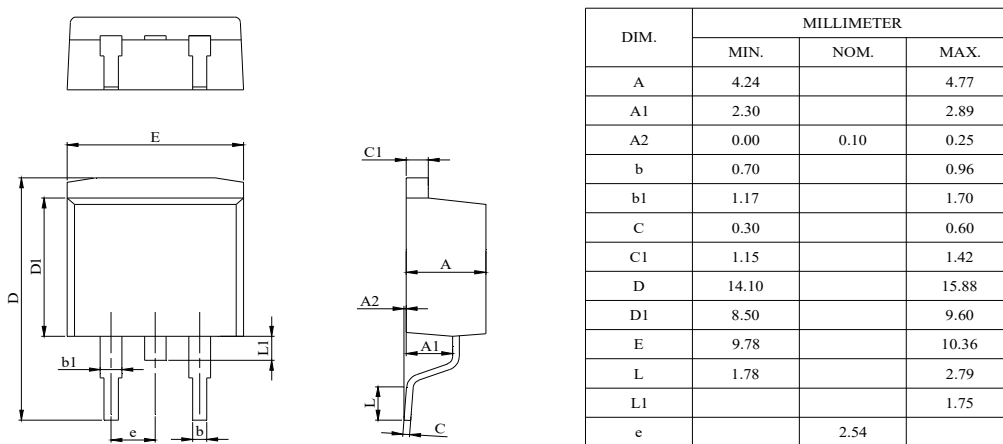 E
D
D1
b1
L1
e
b
C1
A
A2
A1
L
C
DIM. MILLIMETER
MIN. NOM. MAX.
A 4.24 4.77
A1 2.30 2.89
A2 0.00 0.10 0.25
b 0.70 0.96
b1 1.17 1.70
C 0.30 0.60
C1 1.15 1.42
D 14.10 15.88
D1 8.50 9.60
E 9.78 10.36
L 1.78 2.79
L1 1.75
e 2.54